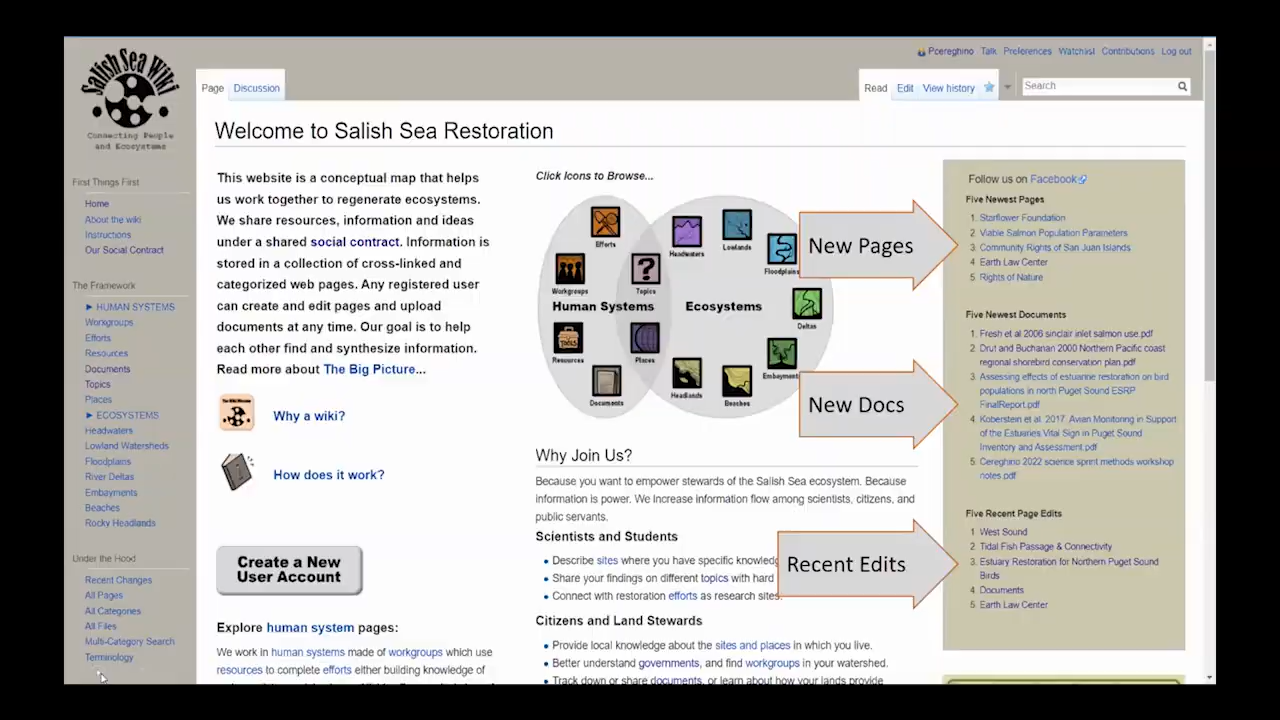 Salish Sea Wiki
Connecting People
and Ecosystems
Pcereghino Talk Preferences Watchlist Contributions Log out
Page Discussion
Read Edit View history
Search
First Things First
Home
About the wiki
Instructions
Our Social Contract
The Framework
► HUMAN SYSTEMS
Workgroups
Efforts
Resources
Documents
Topics
Places
► ECOSYSTEMS
Headwaters
Lowland Watersheds
Floodplains
River Deltas
Embayments
Beaches
Rocky Headlands
Under the Hood
Recent Changes
All Pages
All Categories
All Files
Multi-Category Search
Terminology
Welcome to Salish Sea Restoration
This website is a conceptual map that helps
us work together to regenerate ecosystems.
We share resources, information and ideas
under a shared social contract. Information is
stored in a collection of cross-linked and
categorized web pages. Any registered user
can create and edit pages and upload
documents at any time. Our goal is to help
each other find and synthesize information.
Read more about The Big Picture...
Why a wiki?
How does it work?
Create a New
User Account
Explore human system pages:
We work in human systems made of workgroups which use
resources to complete efforts either building knowledge of
Click Icons to Browse...
Efforts
Headwaters
Lowlands
Floodplains
Workgroups
?
Topics
Human Systems
Ecosystems
Deltas
TOOLS
Resources
Places
Embayments
Documents
Headlands
Beaches
Why Join Us?
Because you want to empower stewards of the Salish Sea ecosystem. Because
information is power. We Increase information flow among scientists, citizens, and
public servants.
Scientists and Students
• Describe sites where you have specific knowledg
• Share your findings on different topics with hard
• Connect with restoration efforts as research sites.
Citizens and Land Stewards
• Provide local knowledge about the sites and places in which you live.
• Better understand governments, and find workgroups in your watershed.
• Track down or share documents, or learn about how your lands provide
New Pages
New Docs
Recent Edits
Follow us on Facebook
Five Newest Pages
1. Starflower Foundation
2. Viable Salmon Population Parameters
3. Community Rights of San Juan Islands
4 Earth Law Center
5. Rights of Nature
Five Newest Documents
1. Fresh et al 2006 sinclair inlet salmon use.pdf
2. Drut and Buchanan 2000 Northern Pacific coast
regional shorebird conservation plan.pdf
3. Assessing effects of estuarine restoration on bird
populations in north Puget Sound ESRP
FinalReport.pdf
4. Koberstein et al. 2017. Avian Monitoring in Support
of the Estuaries Vital Sign in Puget Sound
Inventory and Assessment.pdf
5. Cereghino 2022 science sprint methods workshop
notes.pdf
Five Recent Page Edits
1 West Sound
2. Tidal Fish Passage & Connectivity
3. Estuary Restoration for Northern Puget Sound
Birds
4. Documents
5. Earth Law Center